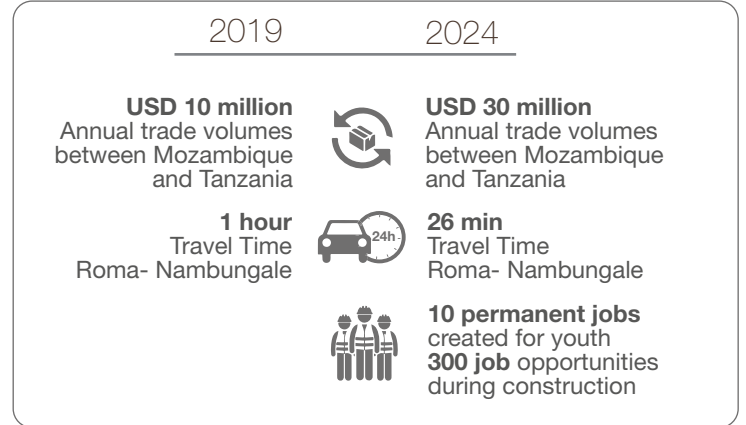 2019 2024
USD 10 million
Annual trade volumes
between Mozambique
and Tanzania
USD 30 million
Annual trade volumes
between Mozambique
and Tanzania
1 hour
Travel Time
Roma- Nambungale
24h
26 min
Travel Time
Roma- Nambungale
10 permanent jobs
created for youth
300 job opportunities
during construction